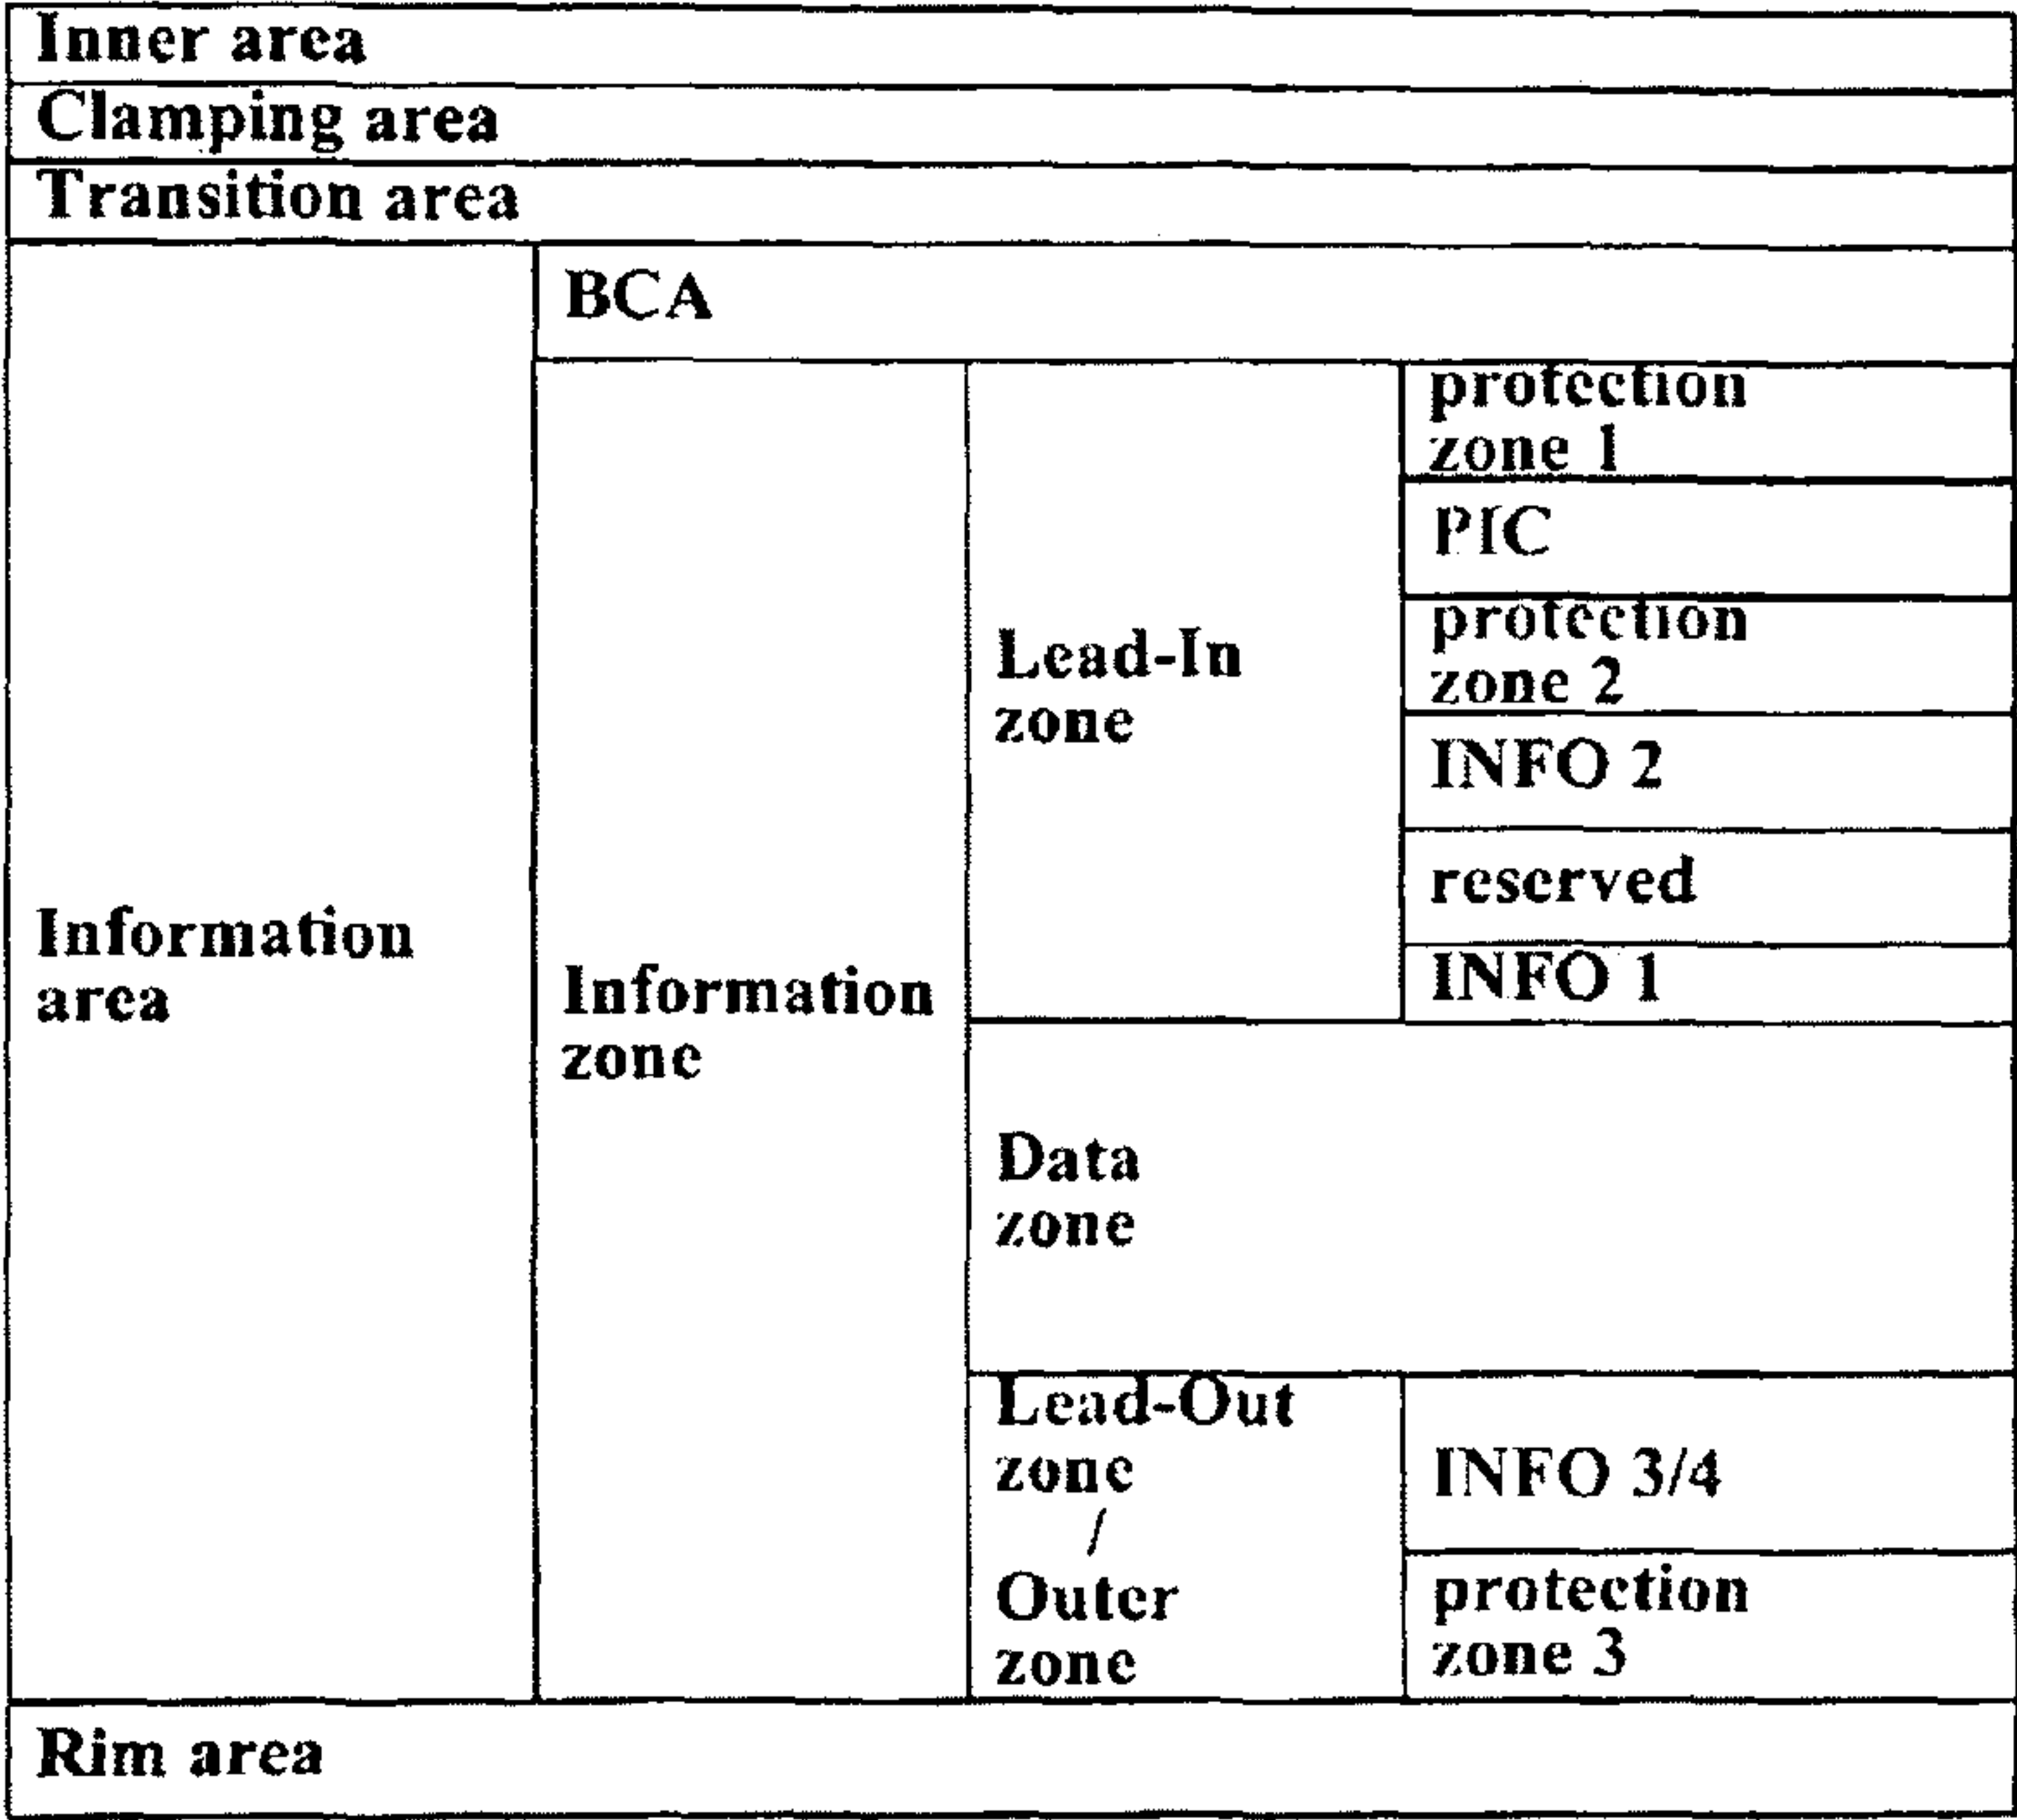 Inner area
Clamping area
Transition area
Information
area
BCA
Information
zone
Lead-In
zone
protection
zone 1
PIC
protection
zone 2
INFO 2
reserved
INFO 1
Data
zone
Lead-Out
zone
/
Outer
zone
INFO 3/4
protection
zone 3
Rim area